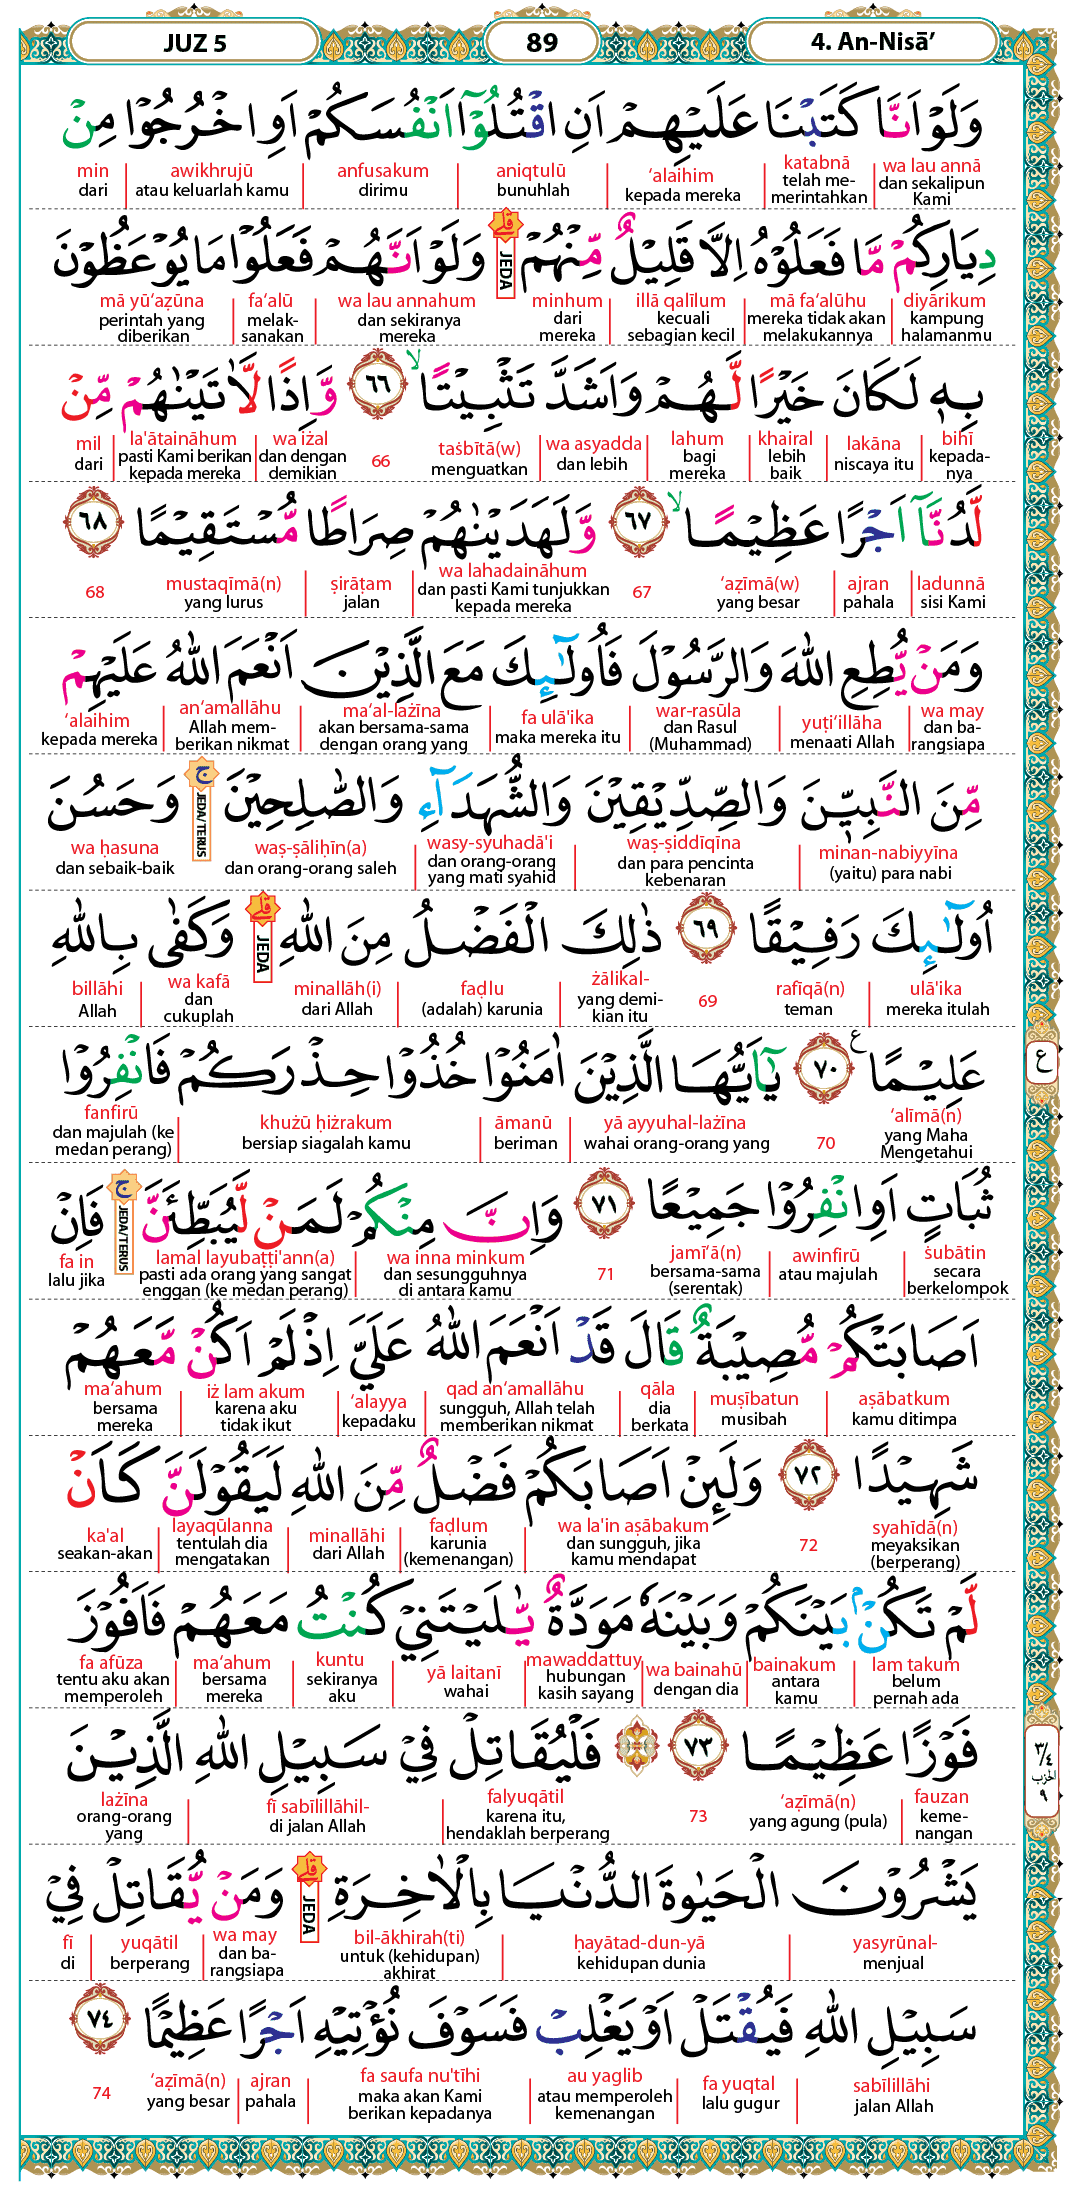 JUZ 5
89
4. An-Nisā’
وَلَوْ اَنَّا كَتَبْنَا عَلَيْهِمْ اَنِ اقْتُلُوْٓا اَنْفُسَكُمْ اَوِ اخْرُجُوْا مِنْ
wa lau annā katabnā ‘alaihim aniqtulū anfusakum awikhrujū min
dan sekalipun Kami telah me-merintahkan kepada mereka bunuhlah dirimu atau keluarlah kamu dari
دِيَارِكُمْ مَّا فَعَلُوْهُ اِلَّا قَلِيْلٌ مِّنْهُمْ ۗ وَلَوْ اَنَّهُمْ فَعَلُوْا مَا يُوْعَظُوْنَ
JEDA
diyārikum mā fa‘alūhu illā qalīlum minhum wa lau annahum fa‘alū mā yū‘aẓūna
kampung halamanmu mereka tidak akan melakukannya kecuali sebagian kecil dari mereka dan sekiranya mereka melak-sanakan perintah yang diberikan
بِهٖ لَكَانَ خَيْرًا لَّهُمْ وَاَشَدَّ تَثْبِيْتًاۙ ٦٦ وَّاِذًا لَّاٰتَيْنٰهُمْ مِّنْ
bihī lakāna khairal lahum wa asyadda taṡbītā(w) 66 wa iżal la'ātaināhum mil
kepada-nya niscaya itu lebih baik bagi mereka dan lebih menguatkan dan dengan demikian pasti Kami berikan kepada mereka dari
لَّدُنَّآ اَجْرًا عَظِيْمًاۙ ٦٧ وَّلَهَدَيْنٰهُمْ صِرَاطًا مُّسْتَقِيْمًا ٦٨
ladunnā ajran ‘aẓīmā(w) 67 wa lahadaināhum ṣirāṭam mustaqīmā(n) 68
sisi Kami pahala yang besar dan pasti Kami tunjukkan kepada mereka jalan yang lurus
وَمَنْ يُّطِعِ اللّٰهَ وَالرَّسُوْلَ فَاُولٰۤىِٕكَ مَعَ الَّذِيْنَ اَنْعَمَ اللّٰهُ عَلَيْهِمْ
wa may yuṭi‘illāha war-rasūla fa ulā'ika ma‘al-lażīna an‘amallāhu ‘alaihim
dan ba-rangsiapa menaati Allah dan Rasul (Muhammad) maka mereka itu akan bersama-sama dengan orang yang Allah mem-berikan nikmat kepada mereka
مِّنَ النَّبِيّٖنَ وَالصِّدِّيْقِيْنَ وَالشُّهَدَاۤءِ وَالصّٰلِحِيْنَ ۚ وَحَسُنَ
JEDA/TERUS
minan-nabiyyīna waṣ-ṣiddīqīna wasy-syuhadā'i waṣ-ṣāliḥīn(a) wa ḥasuna
(yaitu) para nabi dan para pencinta kebenaran dan orang-orang yang mati syahid dan orang-orang saleh dan sebaik-baik
اُولٰۤىِٕكَ رَفِيْقًا ٦٩ ذٰلِكَ الْفَضْلُ مِنَ اللّٰهِ ۗ وَكَفٰى بِاللّٰهِ
JEDA
ulā'ika rafīqā(n) 69 żālikal- faḍlu minallāh(i) wa kafā billāhi
mereka itulah teman yang demi-kian itu (adalah) karunia dari Allah dan cukuplah Allah
عَلِيْمًا ٧٠ ع يٰٓاَيُّهَا الَّذِيْنَ اٰمَنُوْا خُذُوْا حِذْرَكُمْ فَانْفِرُوْا
ع
‘alīmā(n) 70 yā ayyuhal-lażīna āmanū khużū ḥiżrakum fanfirū
yang Maha Mengetahui wahai orang-orang yang beriman bersiap siagalah kamu dan majulah (ke medan perang)
ثُبَاتٍ اَوِ انْفِرُوْا جَمِيْعًا ٧١ وَاِنَّ مِنْكُمْ لَمَنْ لَّيُبَطِّئَنَّ ۚ فَاِنْ
JEDA/TERUS
ṡubātin awinfirū jamī‘ā(n) 71 wa inna minkum lamal layubaṭṭi'ann(a) fa in
secara berkelompok atau majulah bersama-sama (serentak) dan sesungguhnya di antara kamu pasti ada orang yang sangat enggan (ke medan perang) lalu jika
اَصَابَتْكُمْ مُّصِيْبَةٌ قَالَ قَدْ اَنْعَمَ اللّٰهُ عَلَيَّ اِذْ لَمْ اَكُنْ مَّعَهُمْ
aṣābatkum muṣībatun qāla qad an‘amallāhu ‘alayya iż lam akum ma‘ahum
kamu ditimpa musibah dia berkata sungguh, Allah telah memberikan nikmat kepadaku karena aku tidak ikut bersama mereka
شَهِيْدًا ٧٢ وَلَىِٕنْ اَصَابَكُمْ فَضْلٌ مِّنَ اللّٰهِ لَيَقُوْلَنَّ كَاَنْ
syahīdā(n) 72 wa la'in aṣābakum faḍlum minallāhi layaqūlanna ka'al
meyaksikan (berperang) dan sungguh, jika kamu mendapat karunia (kemenangan) dari Allah tentulah dia mengatakan seakan-akan
لَّمْ تَكُنْۢ بَيْنَكُمْ وَبَيْنَهٗ مَوَدَّةٌ يّٰلَيْتَنِيْ كُنْتُ مَعَهُمْ فَاَفُوْزَ
lam takum bainakum wa bainahū mawaddattuy yā laitanī kuntu ma‘ahum fa afūza
belum pernah ada antara kamu dengan dia hubungan kasih sayang wahai sekiranya aku bersama mereka tentu aku akan memperoleh
فَوْزًا عَظِيْمًا ٧٣ فَلْيُقَاتِلْ فِيْ سَبِيْلِ اللّٰهِ الَّذِيْنَ
٣/٤ الحزب ٩
fauzan ‘aẓīmā(n) 73 falyuqātil fī sabīlillāhil- lażīna
keme-nangan yang agung (pula) karena itu, hendaklah berperang di jalan Allah orang-orang yang
يَشْرُوْنَ الْحَيٰوةَ الدُّنْيَا بِالْاٰخِرَةِ ۗ وَمَنْ يُّقَاتِلْ فِيْ
JEDA
yasyrūnal- ḥayātad-dun-yā bil-ākhirah(ti) wa may yuqātil fī
menjual kehidupan dunia untuk (kehidupan) akhirat dan ba-rangsiapa berperang di
سَبِيْلِ اللّٰهِ فَيُقْتَلْ اَوْ يَغْلِبْ فَسَوْفَ نُؤْتِيْهِ اَجْرًا عَظِيْمًا ٧٤
sabīlillāhi fa yuqtal au yaglib fa saufa nu'tīhi ajran ‘aẓīmā(n) 74
jalan Allah lalu gugur atau memperoleh kemenangan maka akan Kami berikan kepadanya pahala yang besar